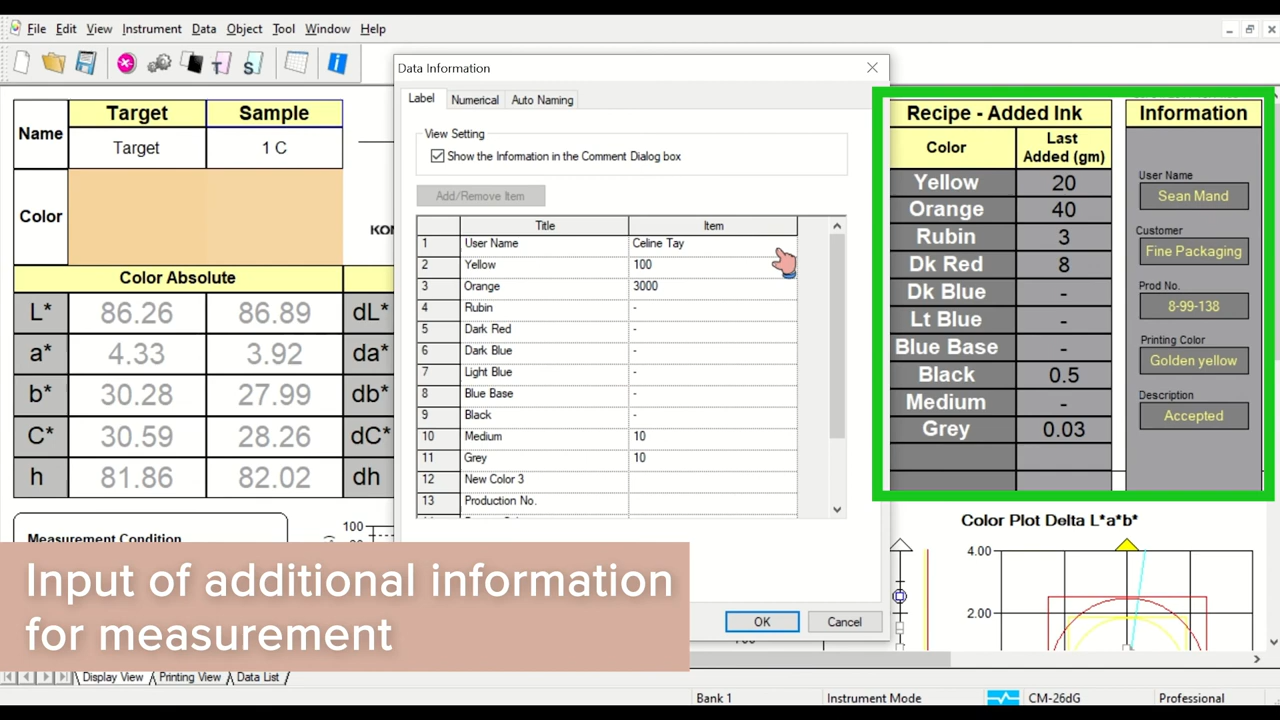 File Edit View Instrument Data Object Tool Window Help
Data Information
Label Numerical Auto Naming
View Setting
Show the Information in the Comment Dialog box
Add/Remove Item
Title Item
1 User Name Celine Tay
2 Yellow 100
3 Orange 3000
4 Rubin -
5 Dark Red -
6 Dark Blue -
7 Light Blue -
8 Blue Base -
9 Black -
10 Medium 10
11 Grey 10
12 New Color 3
13 Production No.
OK Cancel
Target Sample
Name Target 1 C
Color
KON
Color Absolute
L* 86.26 86.89 dL*
a* 4.33 3.92 da*
b* 30.28 27.99 db*
C* 30.59 28.26 dC*
h 81.86 82.02 dh
Measurement Condition
100
Recipe - Added Ink
Color Last Added (gm)
Yellow 20
Orange 40
Rubin 3
Dk Red 8
Dk Blue -
Lt Blue -
Blue Base -
Black 0.5
Medium -
Grey 0.03
Information
User Name
Sean Mand
Customer
Fine Packaging
Prod No.
8-99-138
Printing Color
Golden yellow
Description
Accepted
Color Plot Delta L*a*b*
4.00
2.00
Input of additional information
for measurement
Display View Printing View Data List
Bank 1 Instrument Mode CM-26dG Professional